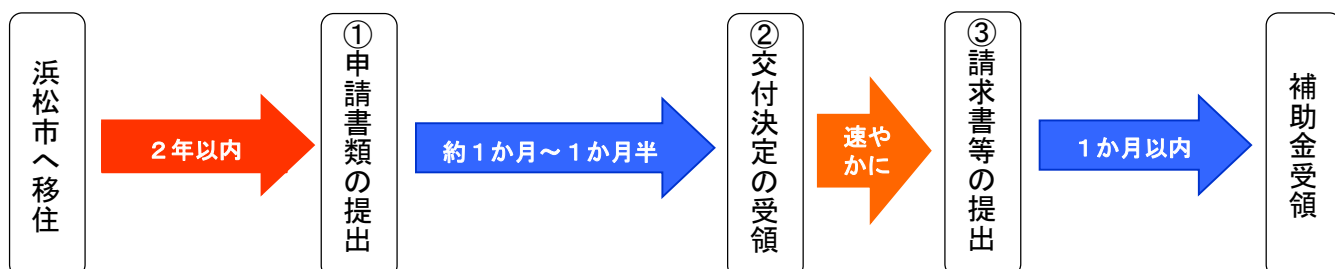 浜松市へ移住
２年以内
①申請書類の提出
約１か月～１か月半
②交付決定の受領
速や
かに
③請求書等の提出
１か月以内
補助金受領